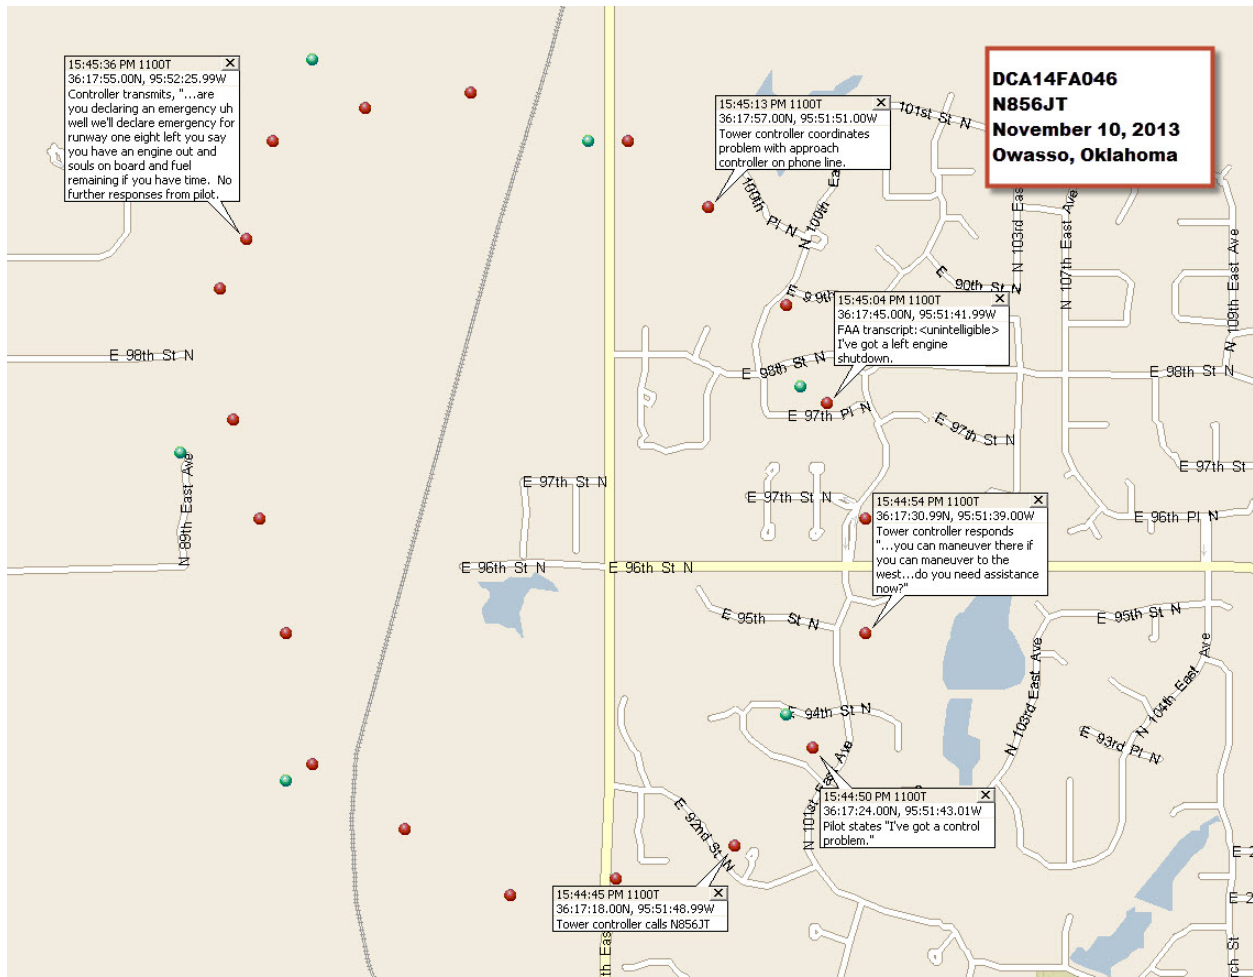 DCA14FA046
N856JT
November 10, 2013
Owasso, Oklahoma
15:45:36 PM 1100T
36:17:55.00N, 95:52:25.99W
Controller transmits, "...are
you declaring an emergency uh
well we'll declare emergency for
runway one eight left you say
you have an engine out and
souls on board and fuel
remaining if you have time. No
further responses from pilot.
15:45:13 PM 1100T
36:17:57.00N, 95:51:51.00W
Tower controller coordinates
problem with approach
controller on phone line.
101st St N
100th Pl N
N 100th East
N 103rd East
N 107th East Ave
N 109th East Ave
E 99th
E 90th St N
15:45:04 PM 1100T
36:17:45.00N, 95:51:41.99W
FAA transcript: <unintelligible>
I've got a left engine
shutdown.
E 98th St N
E 98th St N
E 98th St N
E 97th Pl N
E 97th St N
E 97th St N
E 97th St N
E 97th St
N 89th East Ave
15:44:54 PM 1100T
36:17:30.99N, 95:51:39.00W
Tower controller responds
"...you can maneuver there if
you can maneuver to the
west...do you need assistance
now?"
E 96th Pl N
E 96th St N
E 96th St N
E 95th St N
E 95th St N
N 103rd East Ave
N 104th East Ave
E 94th St N
E 93rd Pl N
N 101st East Ave
15:44:50 PM 1100T
36:17:24.00N, 95:51:43.01W
Pilot states "I've got a control
problem."
E 92nd St N
15:44:45 PM 1100T
36:17:18.00N, 95:51:48.99W
Tower controller calls N856JT
N 97th East
E 2
E 2
rch St